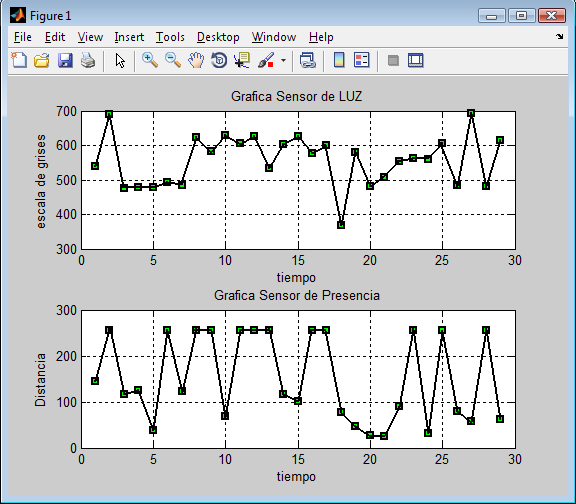 Figure 1
File Edit View Insert Tools Desktop Window Help
Grafica Sensor de LUZ
700
600
500
400
300
escala de grises
0 5 10 15 20 25 30
tiempo
Grafica Sensor de Presencia
300
200
100
0
Distancia
0 5 10 15 20 25 30
tiempo